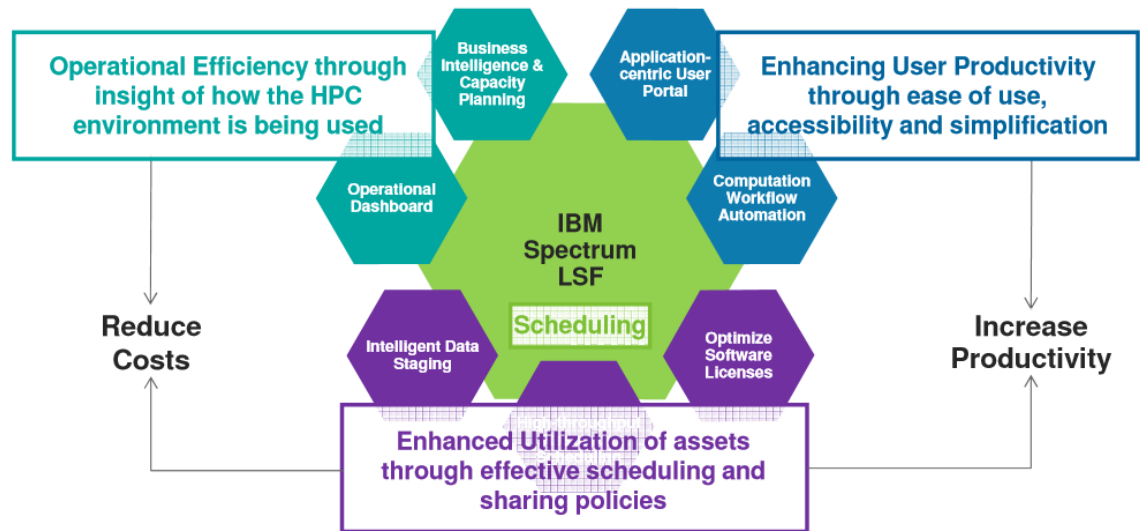 Operational Efficiency through
insight of how the HPC
environment is being used
Business
Intelligence &
Capacity
Planning
Application-
centric User
Portal
Enhancing User Productivity
through ease of use,
accessibility and simplification
Operational
Dashboard
Computation
Workflow
Automation
IBM
Spectrum
LSF
Scheduling
Reduce
Costs
Increase
Productivity
Intelligent Data
Staging
Optimize
Software
Licenses
High-throughput
Enhanced Utilization of assets
through effective scheduling and
sharing policies